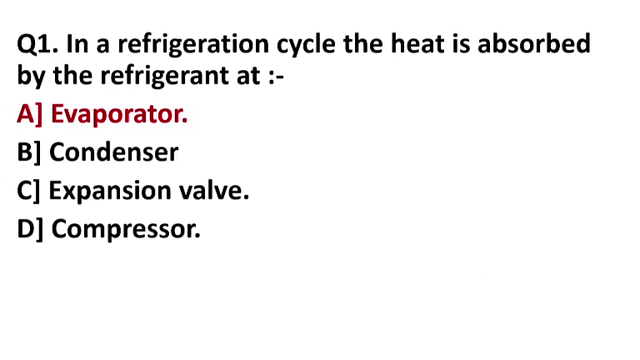 Q1. In a refrigeration cycle the heat is absorbed
by the refrigerant at :-
A] Evaporator.
B] Condenser
C] Expansion valve.
D] Compressor.